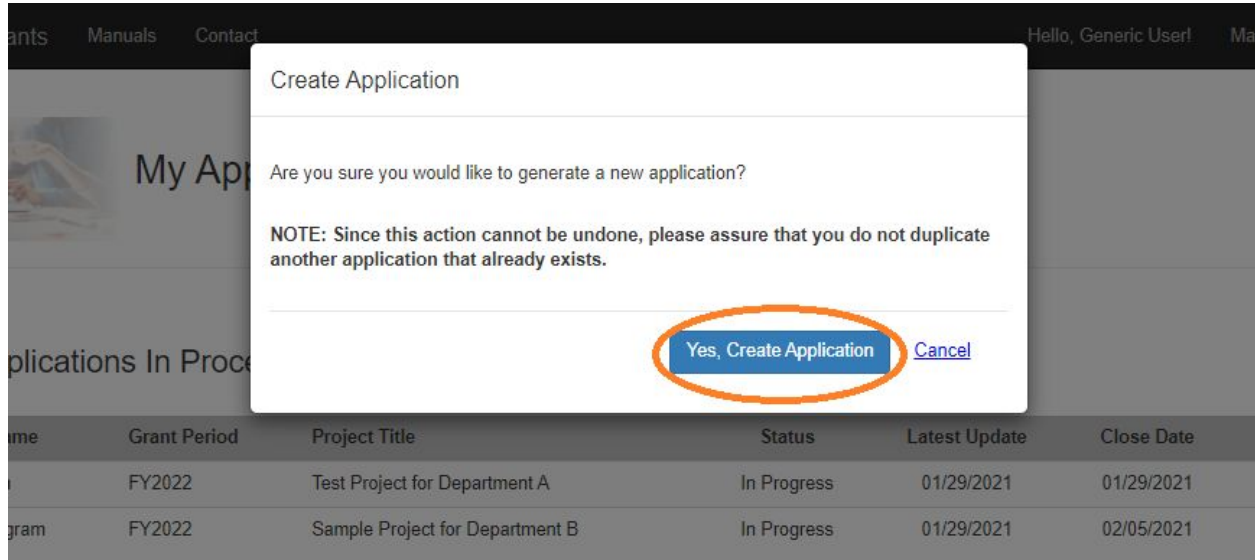 ants Manuals Contact Hello, Generic User! Ma
Create Application
My App
Are you sure you would like to generate a new application?
NOTE: Since this action cannot be undone, please assure that you do not duplicate
another application that already exists.
Yes, Create Application Cancel
plications In Proce
ame Grant Period Project Title Status Latest Update Close Date
FY2022 Test Project for Department A In Progress 01/29/2021 01/29/2021
gram FY2022 Sample Project for Department B In Progress 01/29/2021 02/05/2021